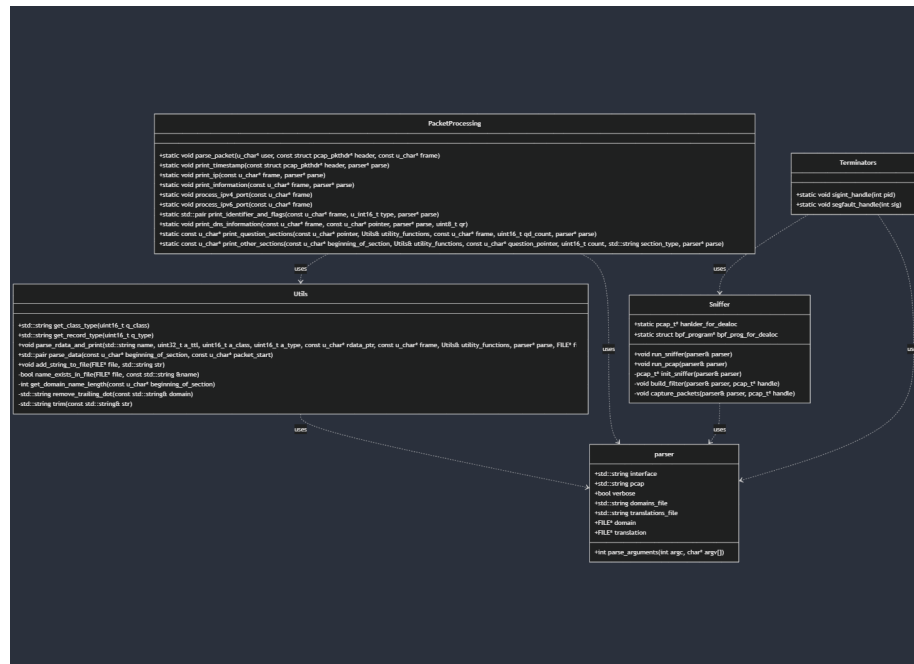 PacketProcessing
+static void parse_packet(u_char* user, const struct pcap_pkthdr* header, const u_char* frame)
+static void print_timestamp(const struct pcap_pkthdr* header, parser* parse)
+static void print_ip(const u_char* frame, parser* parse)
+static void print_information(const u_char* frame, parser* parse)
+static void process_ipv4_port(const u_char* frame)
+static void process_ipv6_port(const u_char* frame)
+static std::pair print_identifier_and_flags(const u_char* frame, u_int16_t type, parser* parse)
+static void print_dns_information(const u_char* frame, const u_char* pointer, parser* parse, uint8_t qr)
+static const u_char* print_question_sections(const u_char* pointer, Utils& utility_functions, const u_char* frame, uint16_t qd_count, parser* parse)
+static const u_char* print_other_sections(const u_char* beginning_of_section, Utils& utility_functions, const u_char* question_pointer, uint16_t count, std::string section_type, parser* parse)
Terminators
+static void sigint_handle(int pid)
+static void segfault_handle(int sig)
uses
uses
Utils
+std::string get_class_type(uint16_t q_class)
+std::string get_record_type(uint16_t q_type)
+void parse_rdata_and_print(std::string name, uint32_t a_ttl, uint16_t a_class, uint16_t a_type, const u_char* rdata_ptr, const u_char* frame, Utils& utility_functions, parser* parse, FILE* f
+std::pair parse_data(const u_char* beginning_of_section, const u_char* packet_start)
+void add_string_to_file(FILE* file, std::string str)
-bool name_exists_in_file(FILE* file, const std::string &name)
-int get_domain_name_length(const u_char* beginning_of_section)
-std::string remove_trailing_dot(const std::string& domain)
-std::string trim(const std::string& str)
Sniffer
+static pcap_t* hanlder_for_dealoc
+static struct bpf_program* bpf_prog_for_dealoc
+void run_sniffer(parser& parser)
+void run_pcap(parser& parser)
-pcap_t* init_sniffer(parser& parser)
-void build_filter(parser& parser, pcap_t* handle)
-void capture_packets(parser& parser, pcap_t* handle)
uses
us
uses
uses
parser
+std::string interface
+std::string pcap
+bool verbose
+std::string domains_file
+std::string translations_file
+FILE* domain
+FILE* translation
+int parse_arguments(int argc, char* argv[])